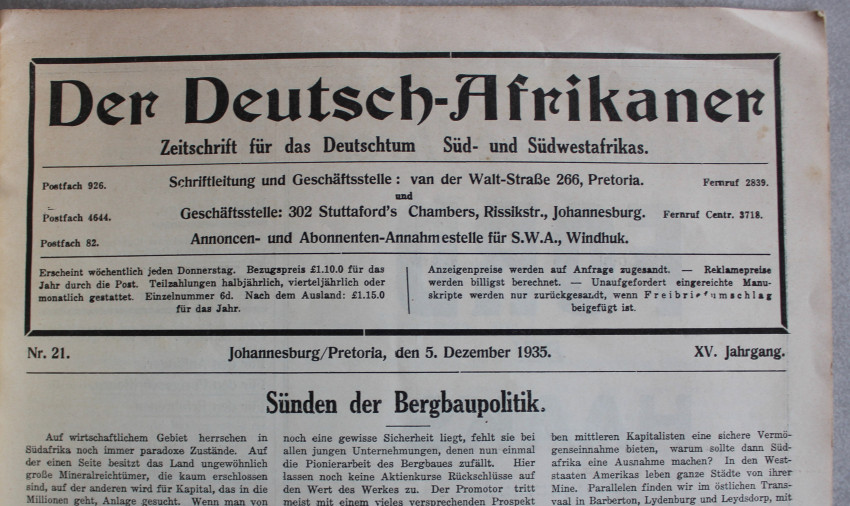 Der Deutsch-Afrikaner
Zeitschrift für das Deutschtum Süd- und Südwestafrikas.
Postfach 926. Schriftleitung und Geschäftsstelle: van der Walt-Straße 266, Pretoria. Fernruf 2839.
und
Postfach 4644. Geschäftsstelle: 302 Stuttaford's Chambers, Rissikstr., Johannesburg. Fernruf Centr. 3718.
Postfach 82. Annoncen- und Abonnenten-Annahmestelle für S.W.A., Windhuk.
Erscheint wöchentlich jeden Donnerstag. Bezugspreis £1.10.0 für das
Jahr durch die Post. Teilzahlungen halbjährlich, vierteljährlich oder
monatlich gestattet. Einzelnummer 6d. Nach dem Ausland: £1.15.0
für das Jahr.
Anzeigenpreise werden auf Anfrage zugesandt. — Reklamepreise
werden billigst berechnet. — Unaufgefordert eingereichte Manu-
skripte werden nur zurückgesandt, wenn Freibriefumschlag
beigefügt ist.
Nr. 21. Johannesburg/Pretoria, den 5. Dezember 1935. XV. Jahrgang.
Sünden der Bergbaupolitik.
Auf wirtschaftlichem Gebiet herrschen in
Südafrika noch immer paradoxe Zustände. Auf
der einen Seite besitzt das Land ungewöhnlich
große Mineralreichtümer, die kaum erschlossen
sind, auf der anderen wird für Kapital, das in die
Millionen geht, Anlage gesucht. Wenn man von
noch eine gewisse Sicherheit liegt, fehlt sie bei
allen jungen Unternehmungen, denen nun einmal
die Pionierarbeit des Bergbaues zufällt. Hier
lassen noch keine Aktienkurse Rückschlüsse auf
den Wert des Werkes zu. Der Promotor tritt
meist mit einem vieles versprechenden Prospekt
ben mittleren Kapitalisten eine sichere Vermö-
genseinnahme bieten, warum sollte dann Süd-
afrika eine Ausnahme machen? In den West-
staaten Amerikas leben ganze Städte von ihrer
Mine. Parallelen finden wir im östlichen Trans-
vaal in Barberton, Lydenburg und Leydsdorp, mit